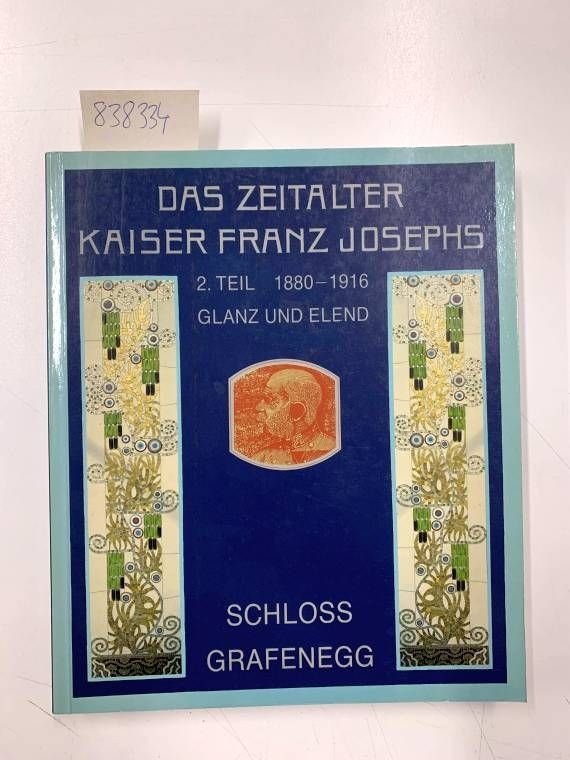 838334
DAS ZEITALTER
KAISER FRANZ JOSEPHS
2. TEIL 1880–1916
GLANZ UND ELEND
SCHLOSS
GRAFENEGG